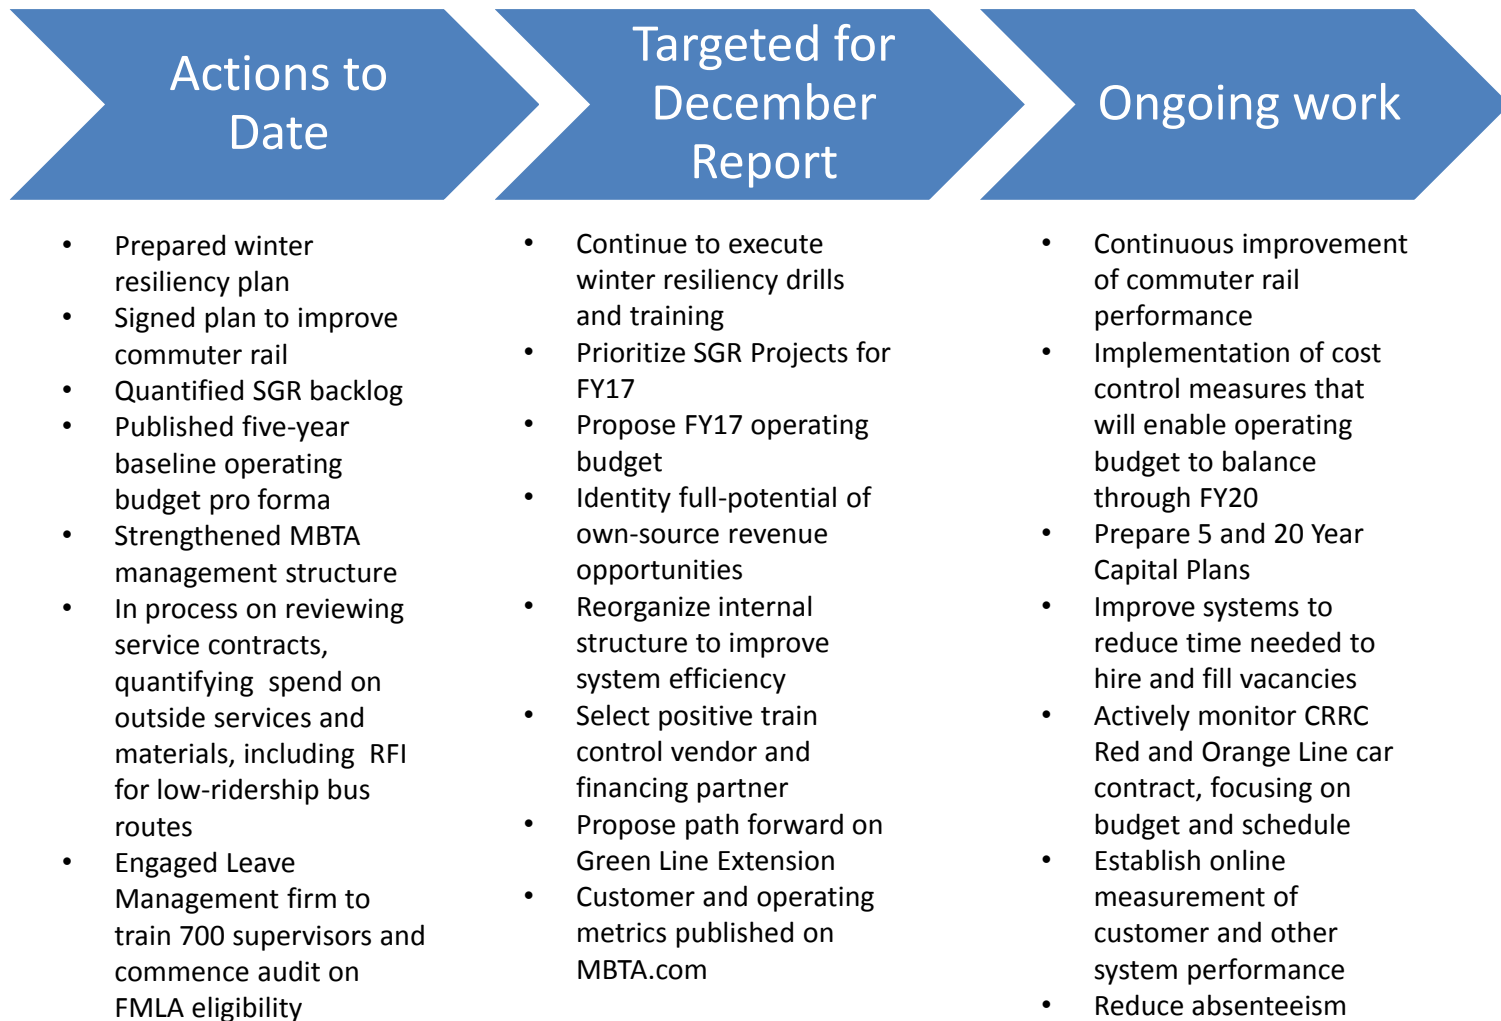 Actions to
Date
Targeted for
December
Report
Ongoing work
• Prepared winter
resiliency plan
• Signed plan to improve
commuter rail
• Quantified SGR backlog
• Published five-year
baseline operating
budget pro forma
• Strengthened MBTA
management structure
• In process on reviewing
service contracts,
quantifying  spend on
outside services and
materials, including  RFI
for low-ridership bus
routes
• Engaged Leave
Management firm to
train 700 supervisors and
commence audit on
FMLA eligibility
• Continue to execute
winter resiliency drills
and training
• Prioritize SGR Projects for
FY17
• Propose FY17 operating
budget
• Identity full-potential of
own-source revenue
opportunities
• Reorganize internal
structure to improve
system efficiency
• Select positive train
control vendor and
financing partner
• Propose path forward on
Green Line Extension
• Customer and operating
metrics published on
MBTA.com
• Continuous improvement
of commuter rail
performance
• Implementation of cost
control measures that
will enable operating
budget to balance
through FY20
• Prepare 5 and 20 Year
Capital Plans
• Improve systems to
reduce time needed to
hire and fill vacancies
• Actively monitor CRRC
Red and Orange Line car
contract, focusing on
budget and schedule
• Establish online
measurement of
customer and other
system performance
• Reduce absenteeism